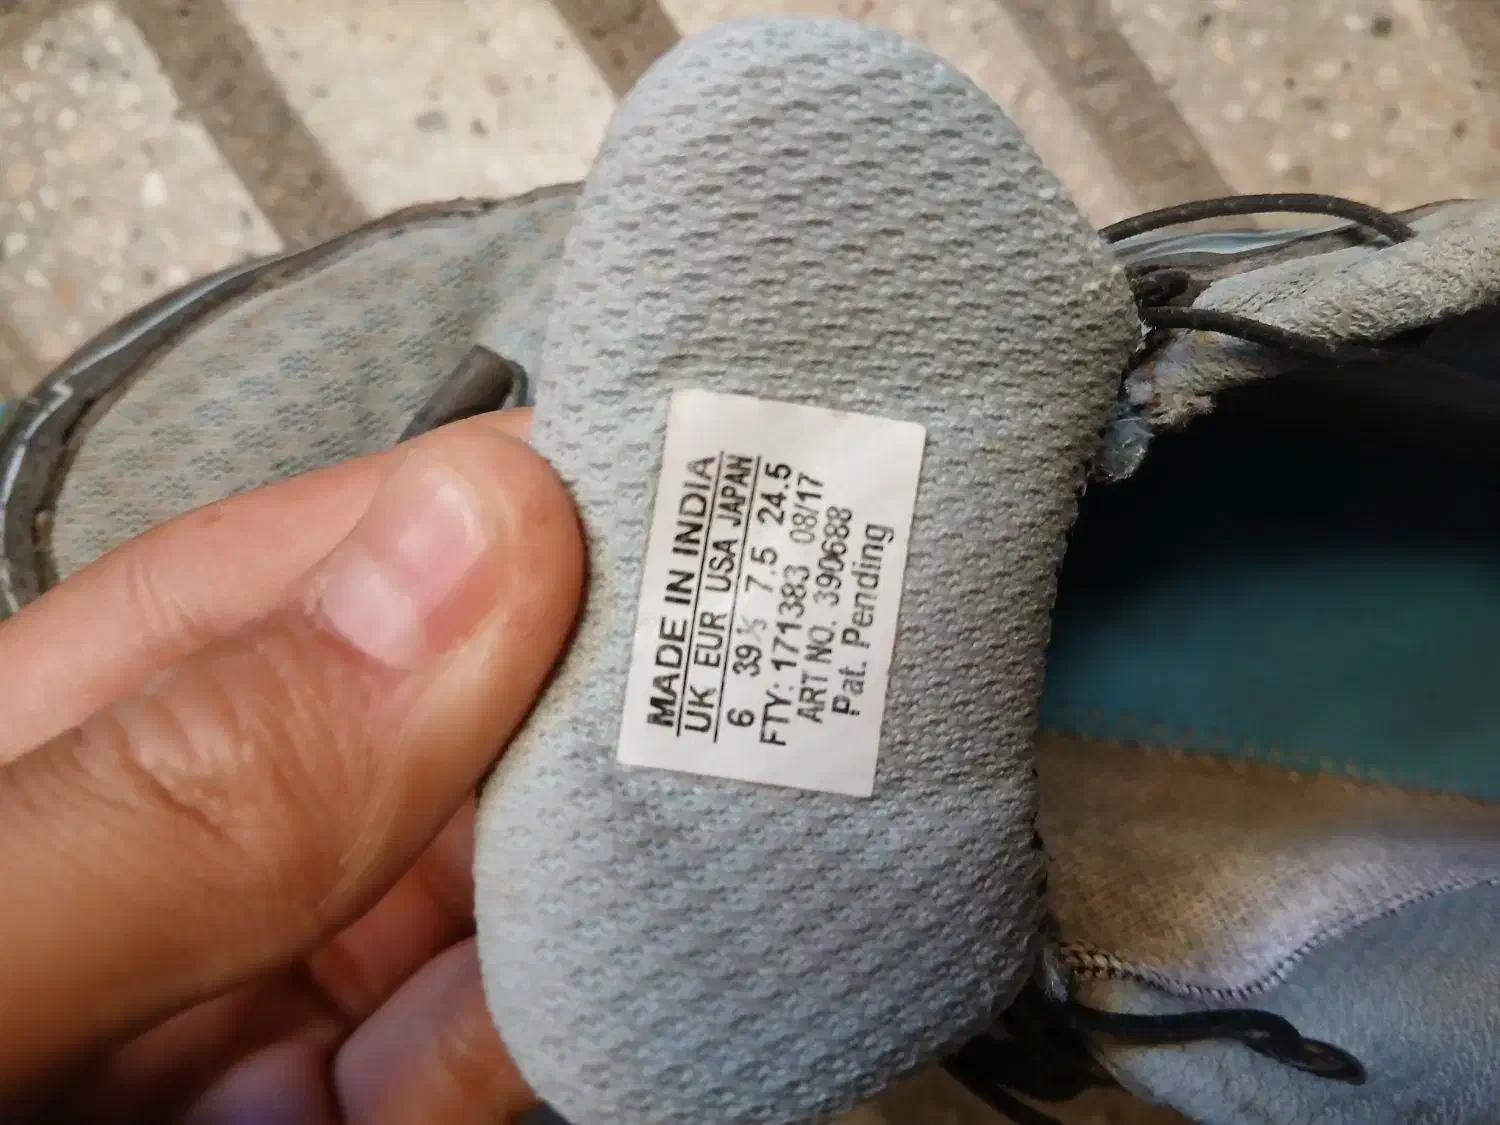 MADE IN INDIA
UK EUR USA JAPAN
6 39⅓ 7.5 24.5
FTY: 171383 08/17
ART NO. 390688
Pat. Pending